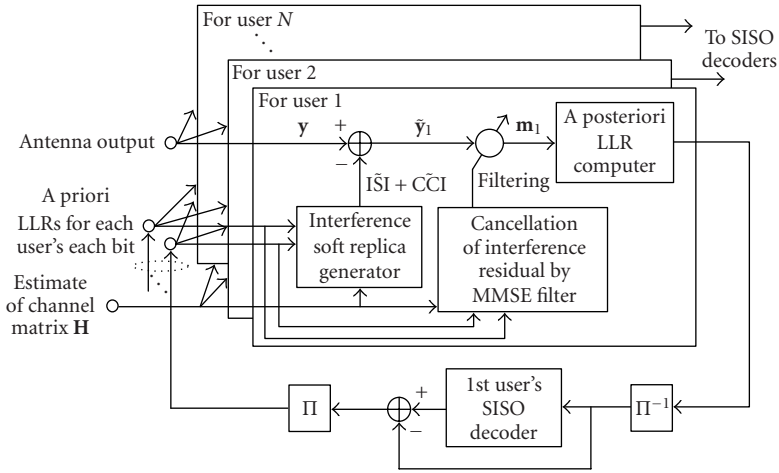 For user N
To SISO
decoders
For user 2
For user 1
Antenna output
y
+
−
ỹ₁
m₁
A posteriori
LLR
computer
ĨSI + C̃CI
Filtering
A priori
LLRs for each
user's each bit
Interference
soft replica
generator
Cancellation
of interference
residual by
MMSE filter
Estimate
of channel
matrix H
Π
+
−
1st user's
SISO
decoder
Π⁻¹